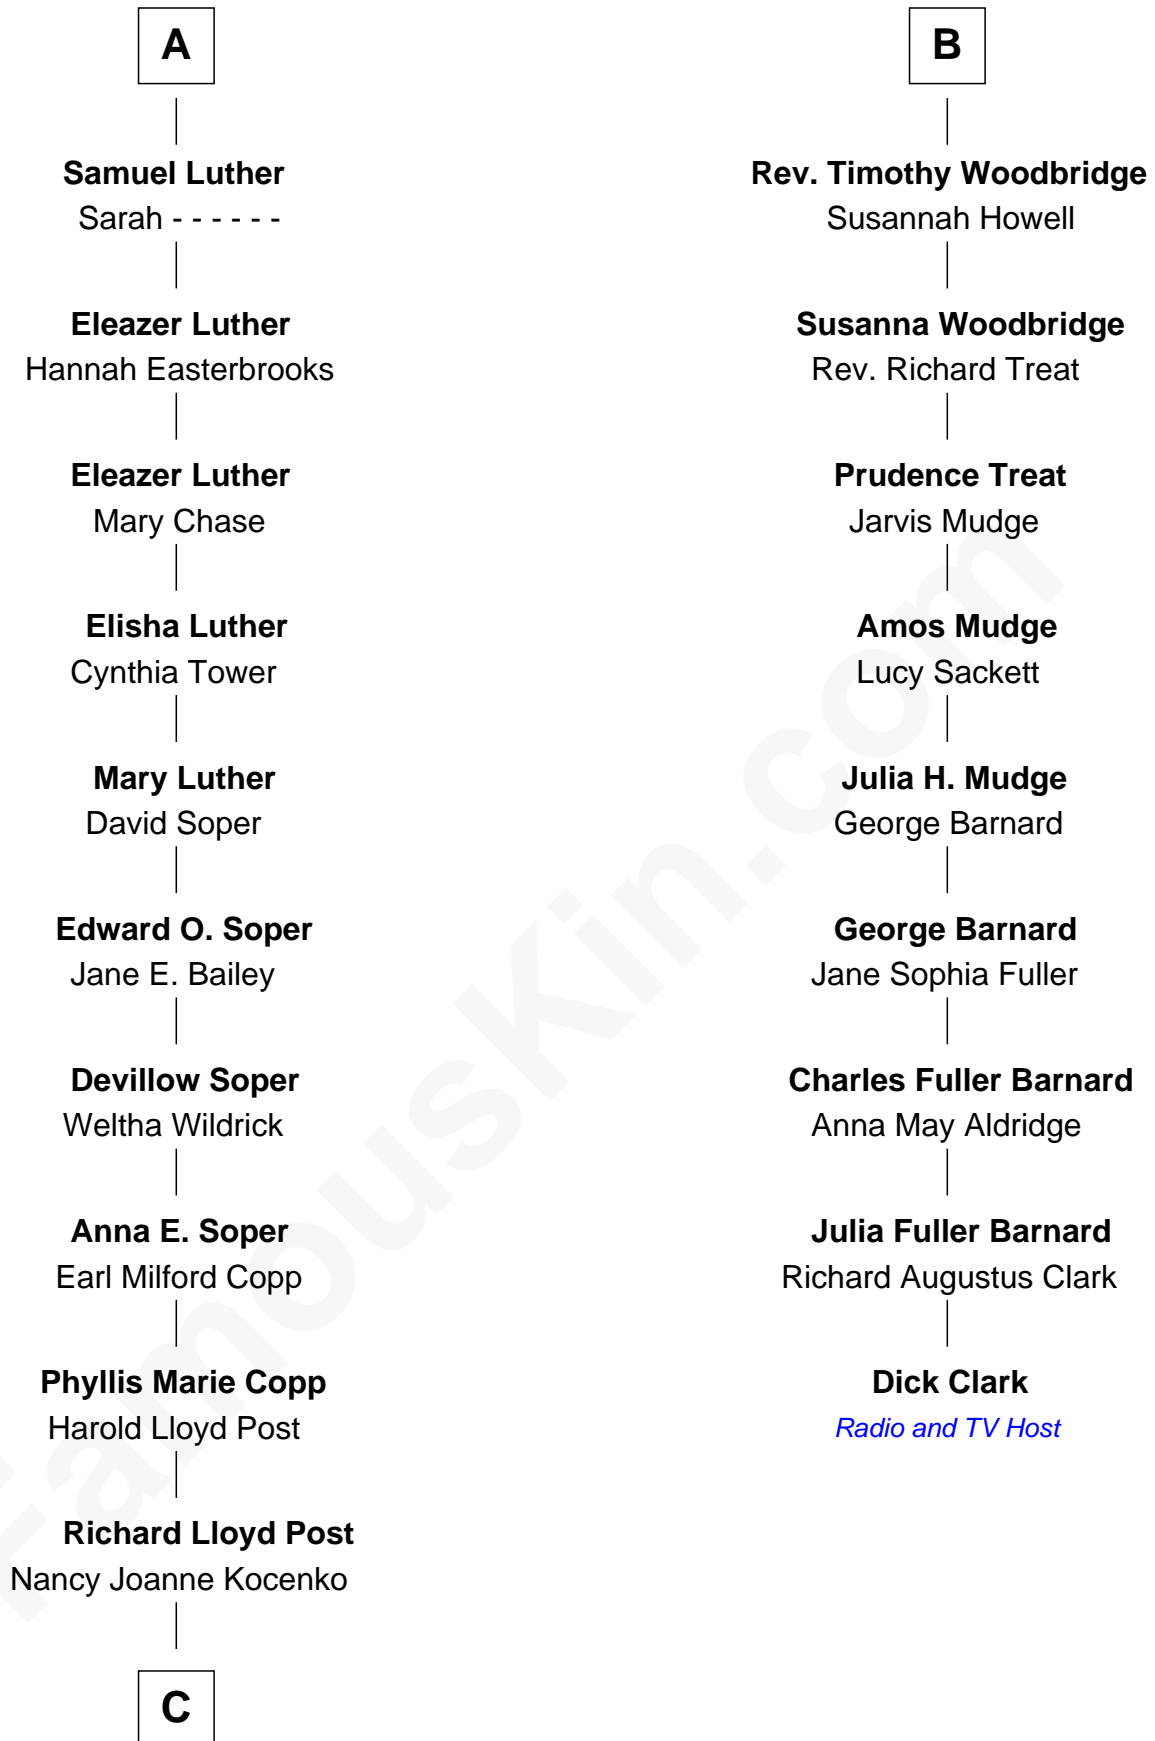 A
Samuel Luther
Sarah - - - - - -
Eleazer Luther
Hannah Easterbrooks
Eleazer Luther
Mary Chase
Elisha Luther
Cynthia Tower
Mary Luther
David Soper
Edward O. Soper
Jane E. Bailey
Devillow Soper
Weltha Wildrick
Anna E. Soper
Earl Milford Copp
Phyllis Marie Copp
Harold Lloyd Post
Richard Lloyd Post
Nancy Joanne Kocenko
C
B
Rev. Timothy Woodbridge
Susannah Howell
Susanna Woodbridge
Rev. Richard Treat
Prudence Treat
Jarvis Mudge
Amos Mudge
Lucy Sackett
Julia H. Mudge
George Barnard
George Barnard
Jane Sophia Fuller
Charles Fuller Barnard
Anna May Aldridge
Julia Fuller Barnard
Richard Augustus Clark
Dick Clark
Radio and TV Host
FamousKin.com